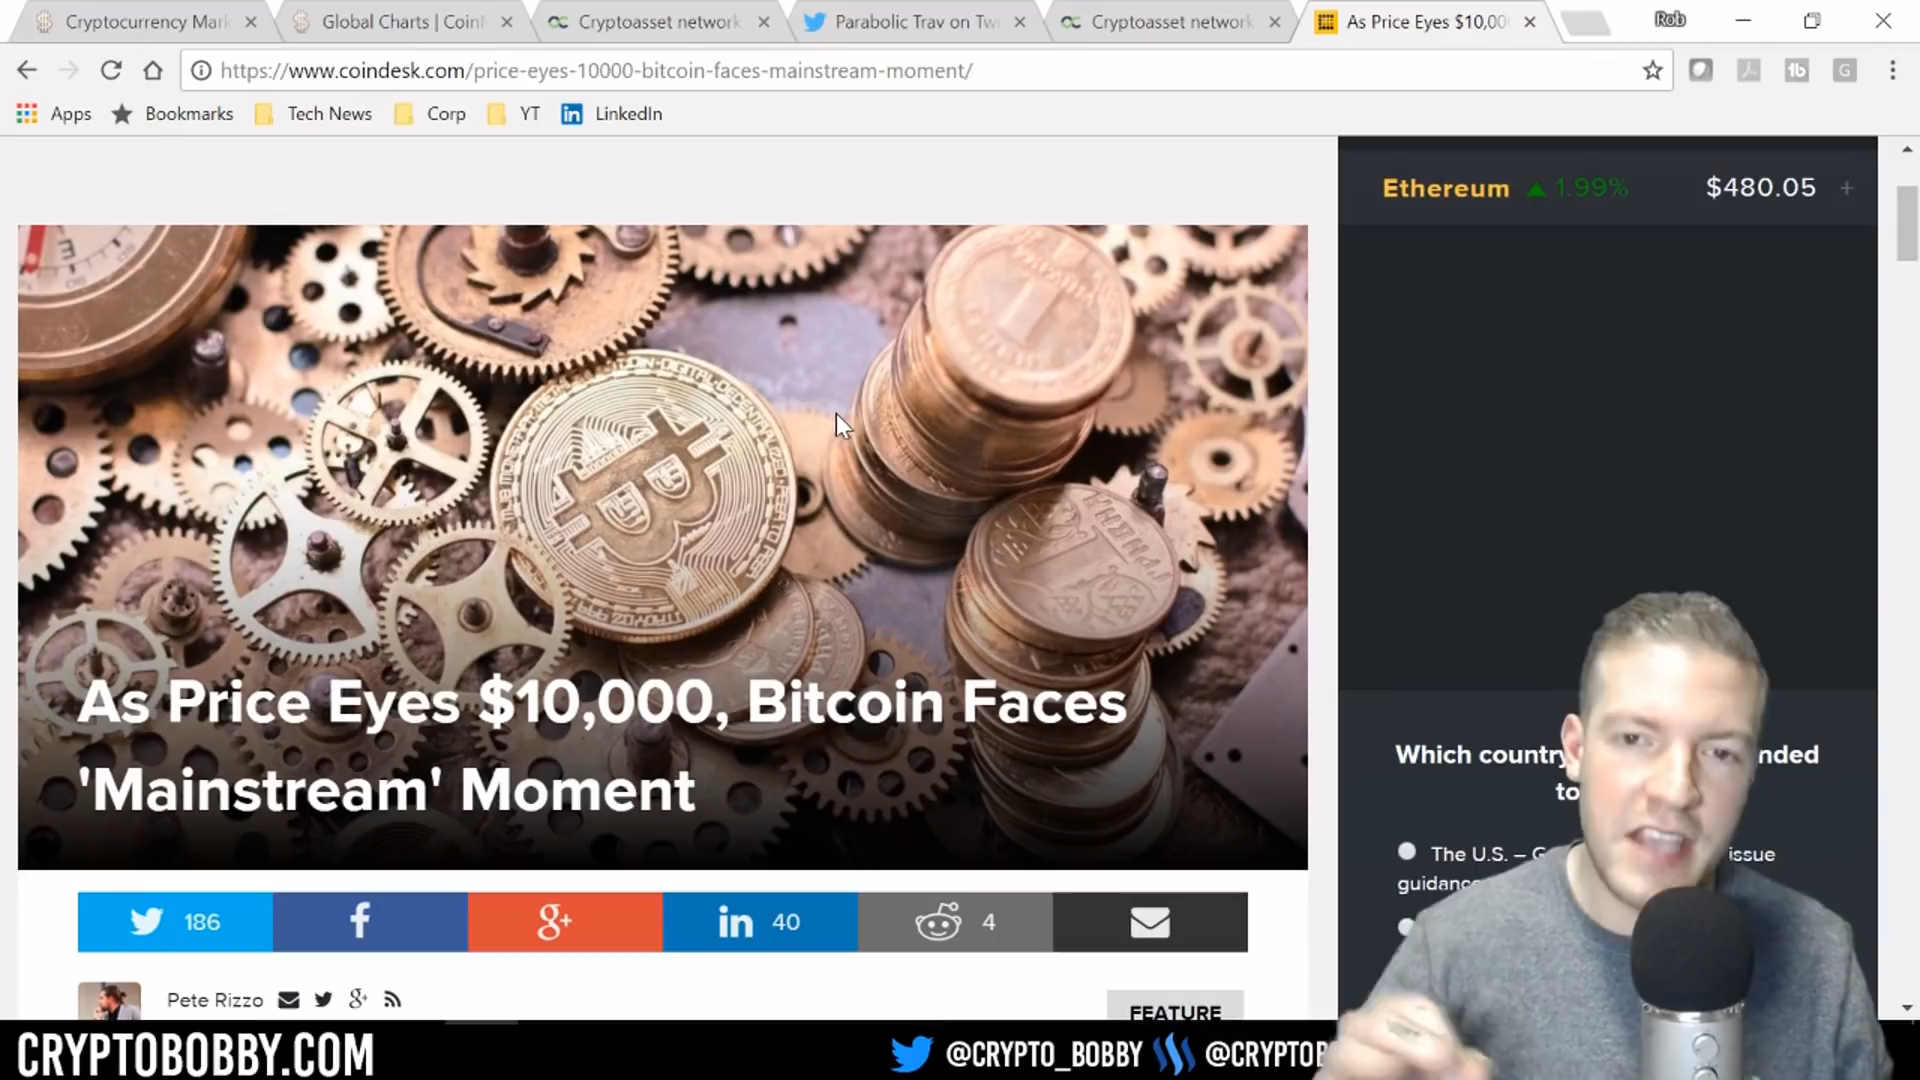 Cryptocurrency Mark
Global Charts | Coin
Cryptoasset network
Parabolic Trav on Tw
Cryptoasset network
As Price Eyes $10,00
Rob
https://www.coindesk.com/price-eyes-10000-bitcoin-faces-mainstream-moment/
Apps
Bookmarks
Tech News
Corp
YT
LinkedIn
Ethereum 1.99% $480.05 +
As Price Eyes $10,000, Bitcoin Faces
'Mainstream' Moment
Which country
nded
to
The U.S. – G
issue
guidance
186
40
4
Pete Rizzo
FEATURE
CRYPTOBOBBY.COM
@CRYPTO_BOBBY
@CRYPTOB